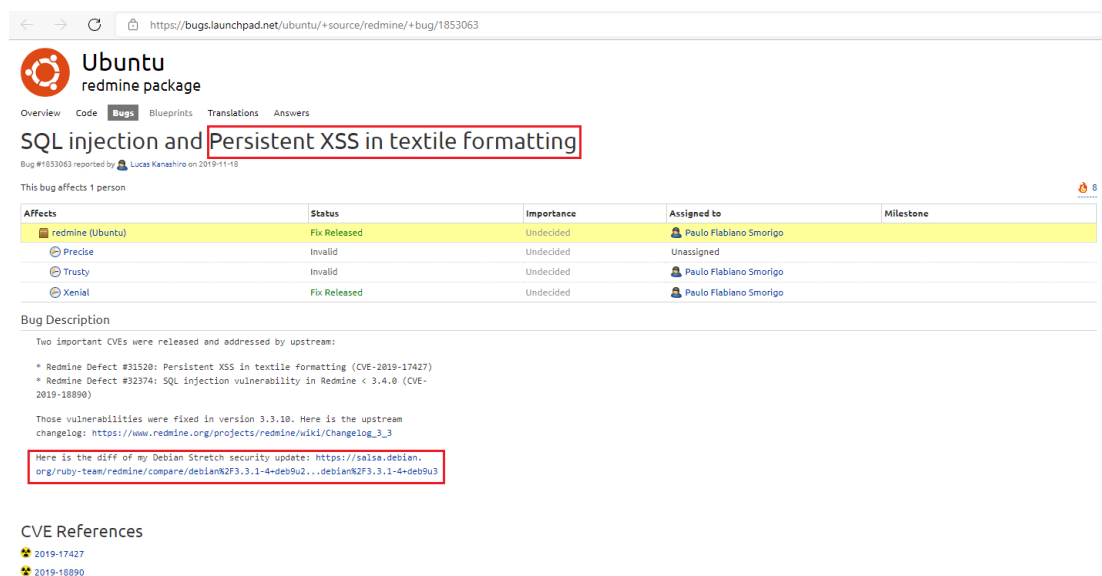 https://bugs.launchpad.net/ubuntu/+source/redmine/+bug/1853063
Ubuntu
redmine package
Overview Code Bugs Blueprints Translations Answers
SQL injection and Persistent XSS in textile formatting
Bug #1853063 reported by Lucas Kanashiro on 2019-11-18
This bug affects 1 person
8
Affects Status Importance Assigned to Milestone
redmine (Ubuntu) Fix Released Undecided Paulo Flabiano Smorigo
Precise Invalid Undecided Unassigned
Trusty Invalid Undecided Paulo Flabiano Smorigo
Xenial Fix Released Undecided Paulo Flabiano Smorigo
Bug Description
Two important CVEs were released and addressed by upstream:
* Redmine Defect #31520: Persistent XSS in textile formatting (CVE-2019-17427)
* Redmine Defect #32374: SQL injection vulnerability in Redmine < 3.4.0 (CVE-
2019-18890)
Those vulnerabilities were fixed in version 3.3.10. Here is the upstream
changelog: https://www.redmine.org/projects/redmine/wiki/Changelog_3_3
Here is the diff of my Debian Stretch security update: https://salsa.debian.
org/ruby-team/redmine/compare/debian%2F3.3.1-4+deb9u2...debian%2F3.3.1-4+deb9u3
CVE References
2019-17427
2019-18890